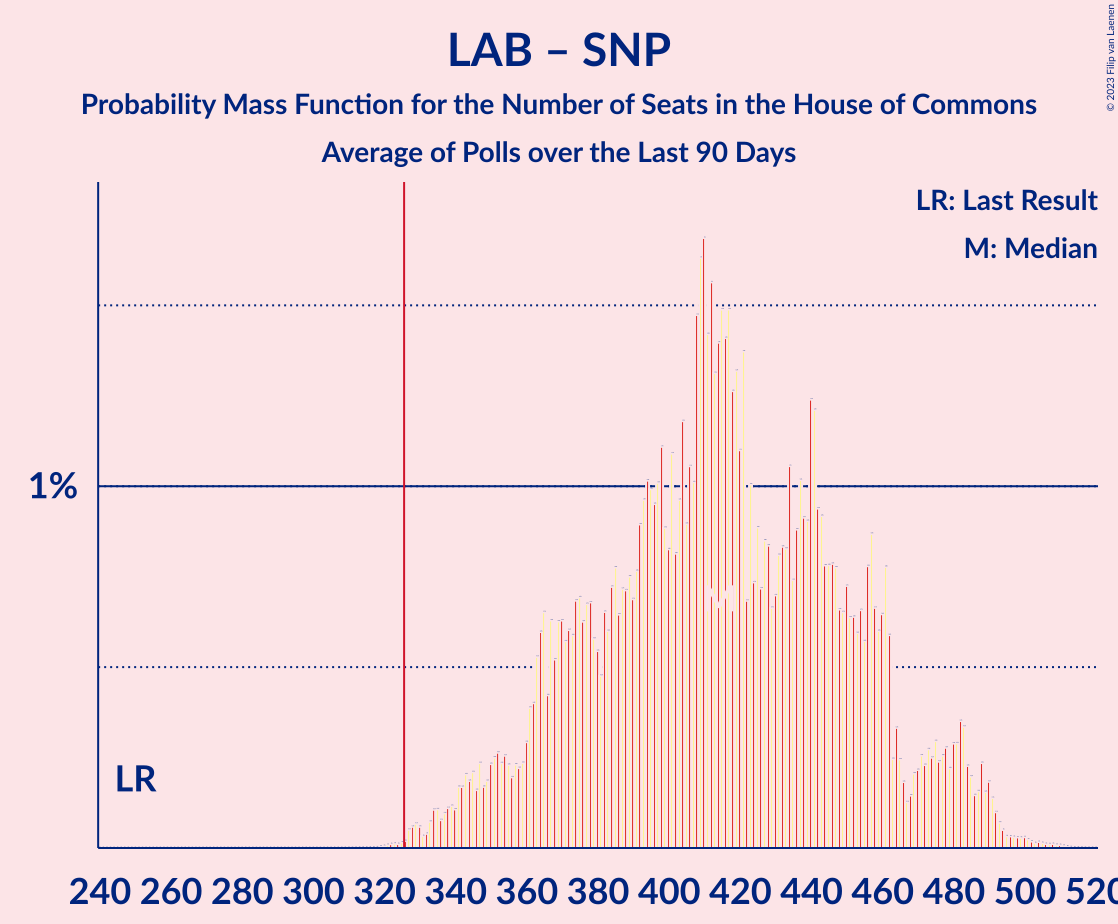 LAB – SNP
Probability Mass Function for the Number of Seats in the House of Commons
Average of Polls over the Last 90 Days
© 2023 Filip van Laenen
LR: Last Result
M: Median
1%
LR
M
240 260 280 300 320 340 360 380 400 420 440 460 480 500 520